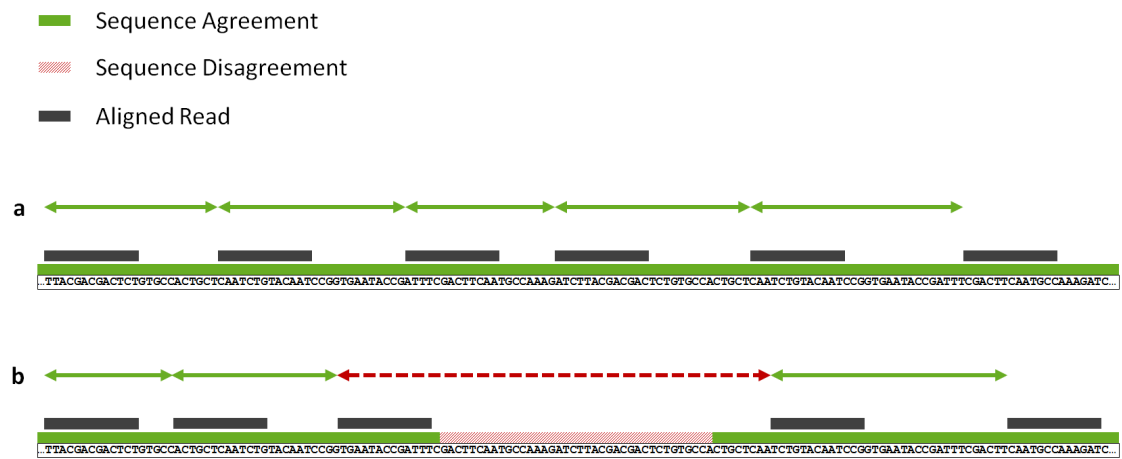 Sequence Agreement
Sequence Disagreement
Aligned Read
a
…TTACGACGACTCTGTGCCACTGCTCAATCTGTACAATCCGGTGAATACCGATTTCGACTTCAATGCCAAAGATCTTACGACGACTCTGTGCCACTGCTCAATCTGTACAATCCGGTGAATACCGATTTCGACTTCAATGCCAAAGATC…
b
…TTACGACGACTCTGTGCCACTGCTCAATCTGTACAATCCGGTGAATACCGATTTCGACTTCAATGCCAAAGATCTTACGACGACTCTGTGCCACTGCTCAATCTGTACAATCCGGTGAATACCGATTTCGACTTCAATGCCAAAGATC…